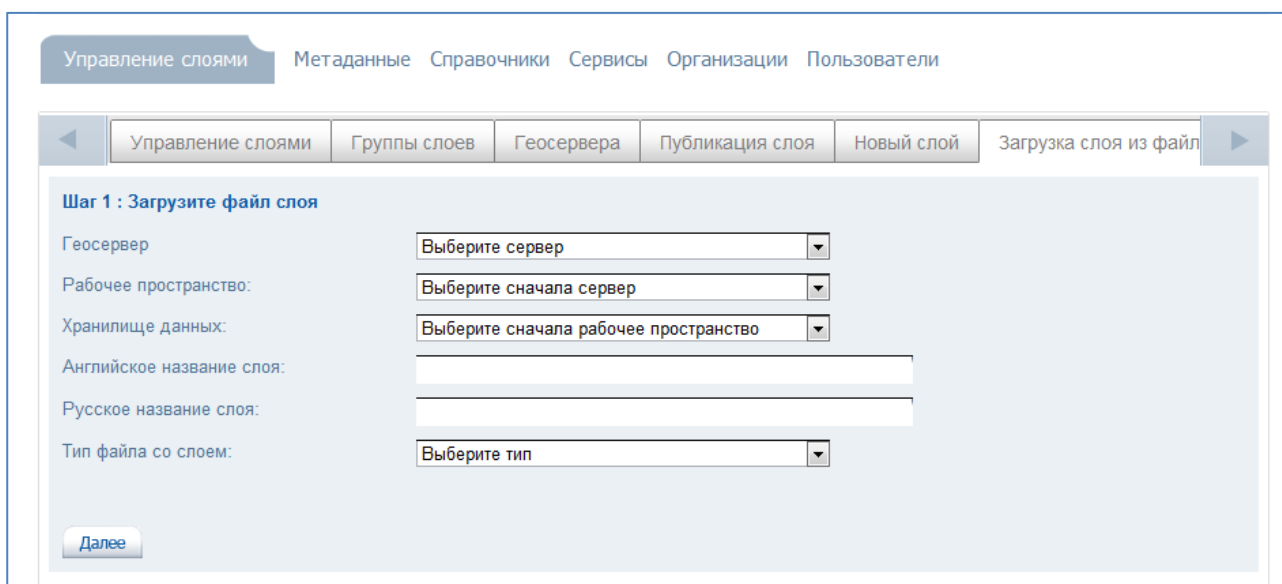 Управление слоями Метаданные Справочники Сервисы Организации Пользователи
Управление слоями Группы слоев Геосервера Публикация слоя Новый слой Загрузка слоя из файл
Шаг 1 : Загрузите файл слоя
Геосервер Выберите сервер
Рабочее пространство: Выберите сначала сервер
Хранилище данных: Выберите сначала рабочее пространство
Английское название слоя:
Русское название слоя:
Тип файла со слоем: Выберите тип
Далее